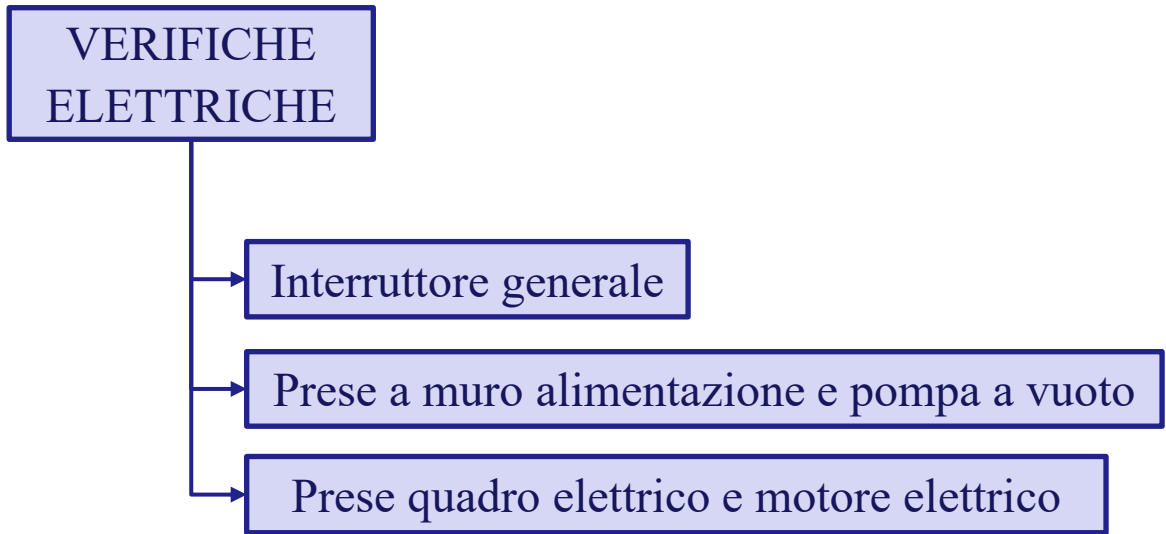 VERIFICHE
ELETTRICHE
Interruttore generale
Prese a muro alimentazione e pompa a vuoto
Prese quadro elettrico e motore elettrico